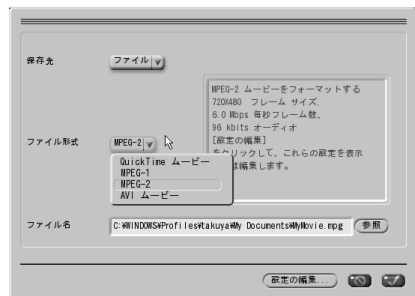 保存先
ファイル
MPEG-2 ムービーをフォーマットする
720X480 フレーム サイズ.
6.0 Mbps 毎秒フレーム数、
96 kbits オーディオ
[設定の編集]
をクリックして、これらの設定を表示
は編集します。
ファイル形式
MPEG-2
QuickTime ムービー
MPEG-1
MPEG-2
AVI ムービー
ファイル名
C:¥WINDOWS¥Profiles¥takuya¥My Documents¥MyMovie.mpg
参照
設定の編集...